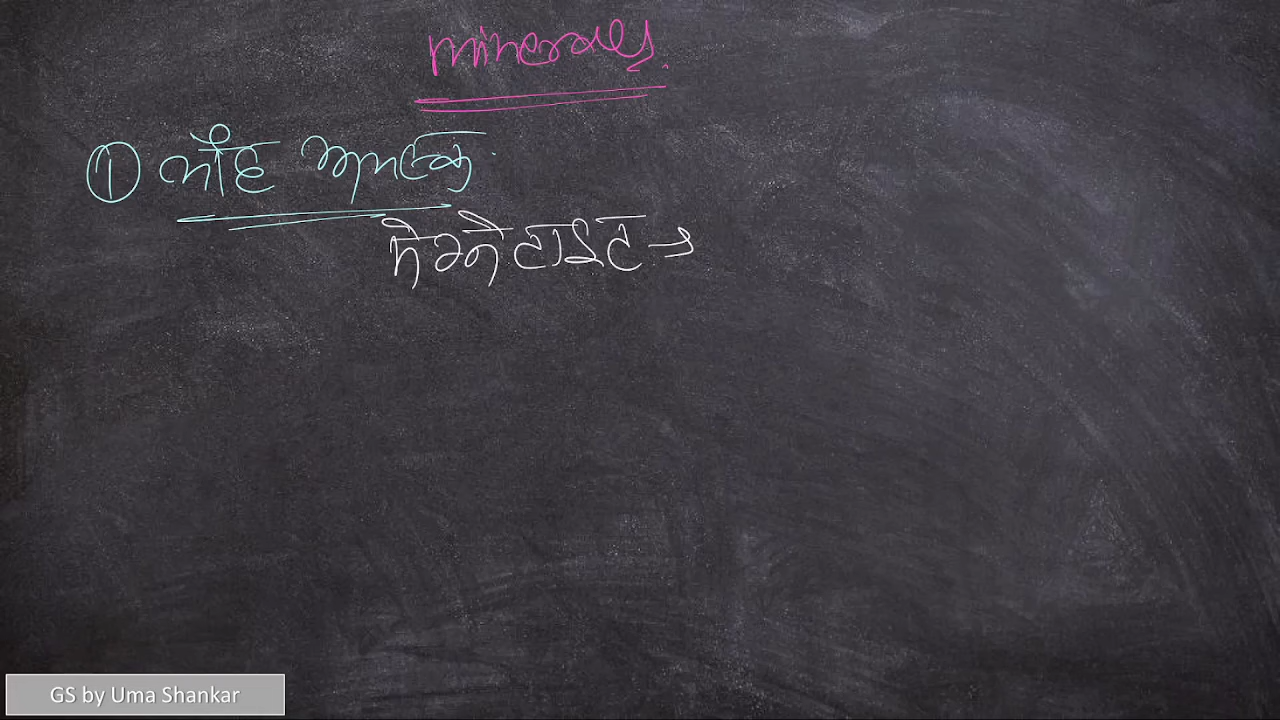 minerals.
① लौह अयस्क
मैग्नेटाइट →
GS by Uma Shankar